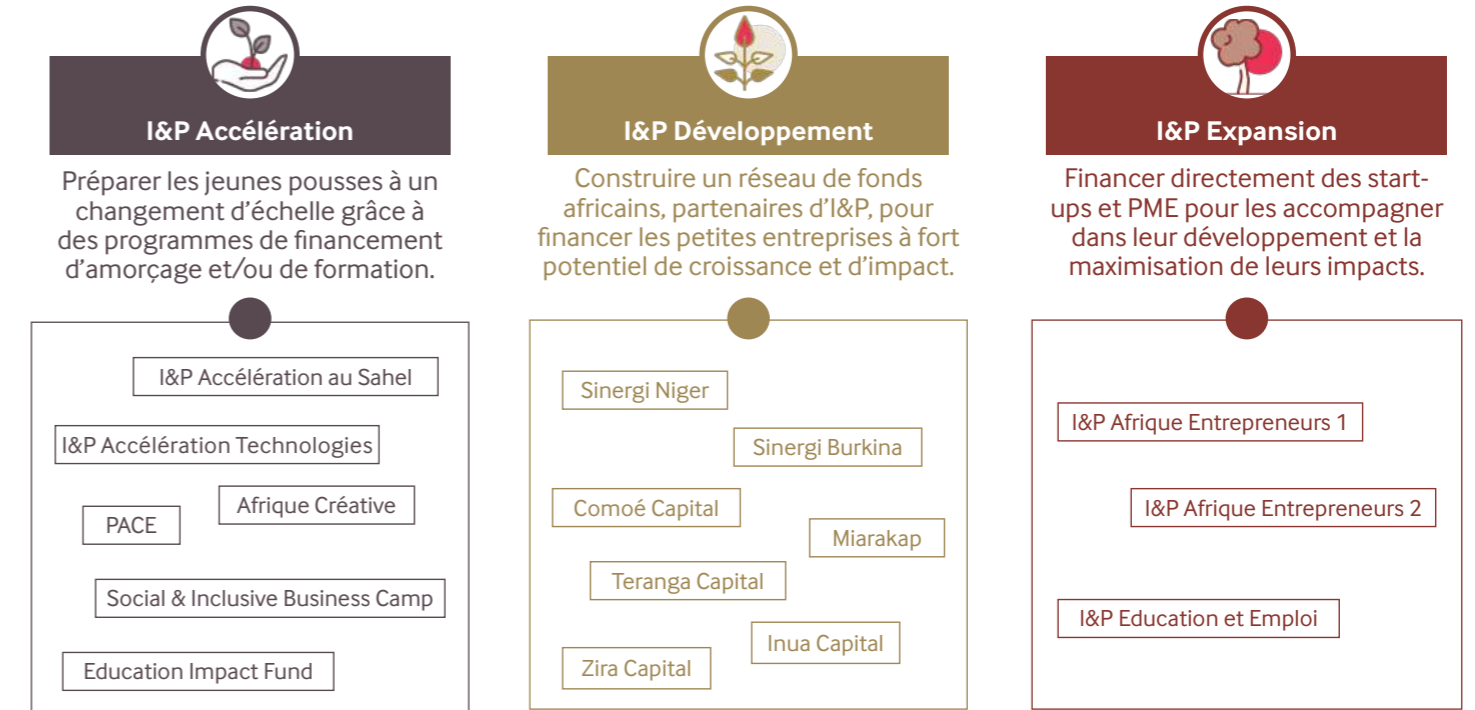 I&P Accélération
Préparer les jeunes pousses à un
changement d’échelle grâce à
des programmes de financement
d’amorçage et/ou de formation.
I&P Accélération au Sahel
I&P Accélération Technologies
Afrique Créative
PACE
Social & Inclusive Business Camp
Education Impact Fund
I&P Développement
Construire un réseau de fonds
africains, partenaires d’I&P, pour
financer les petites entreprises à fort
potentiel de croissance et d’impact.
Sinergi Niger
Sinergi Burkina
Comoé Capital
Miarakap
Teranga Capital
Inua Capital
Zira Capital
I&P Expansion
Financer directement des start-
ups et PME pour les accompagner
dans leur développement et la
maximisation de leurs impacts.
I&P Afrique Entrepreneurs 1
I&P Afrique Entrepreneurs 2
I&P Education et Emploi